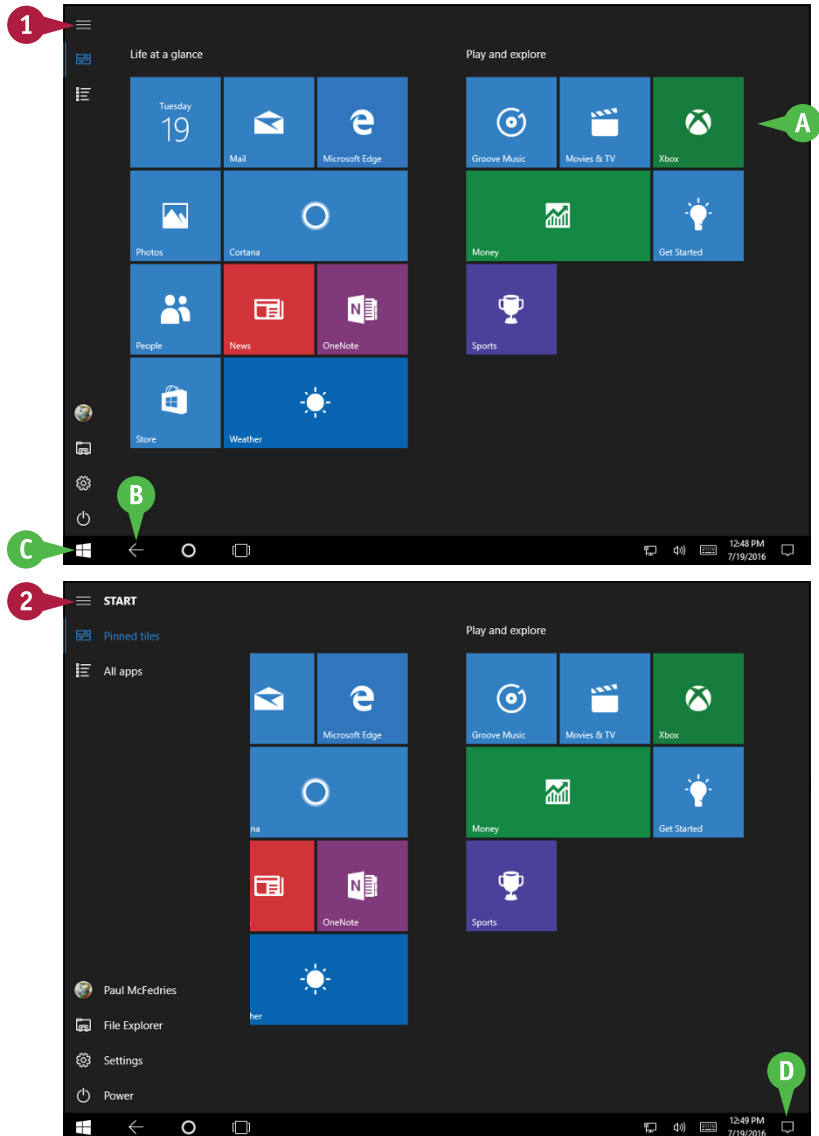 1
Life at a glance
Play and explore
Tuesday
19
Mail
Microsoft Edge
Groove Music
Movies & TV
Xbox
A
Photos
Cortana
Money
Get Started
People
News
N
OneNote
Sports
Store
Weather
B
C
12:48 PM
7/19/2016
2
START
Pinned tiles
All apps
Play and explore
Microsoft Edge
Groove Music
Movies & TV
Xbox
na
Money
Get Started
N
OneNote
Sports
her
Paul McFedries
File Explorer
Settings
Power
D
12:49 PM
7/19/2016